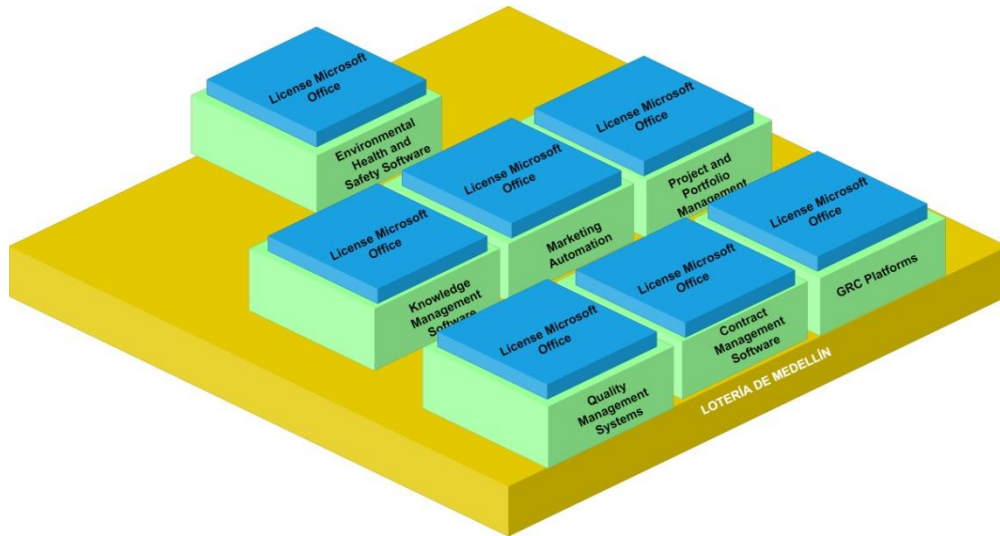 License Microsoft
Office
Environmental
Health and
Safety Software
License Microsoft
Office
Project and
Portfolio
Management
License Microsoft
Office
Marketing
Automation
License Microsoft
Office
Knowledge
Management
Software
License Microsoft
Office
GRC Platforms
License Microsoft
Office
Contract
Management
Software
License Microsoft
Office
Quality
Management
Systems
LOTERÍA DE MEDELLÍN